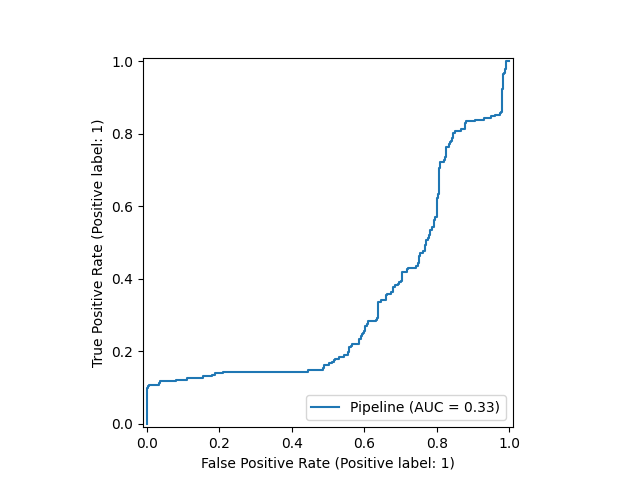 1.0
0.8
0.6
0.4
0.2
0.0
True Positive Rate (Positive label: 1)
Pipeline (AUC = 0.33)
0.0 0.2 0.4 0.6 0.8 1.0
False Positive Rate (Positive label: 1)